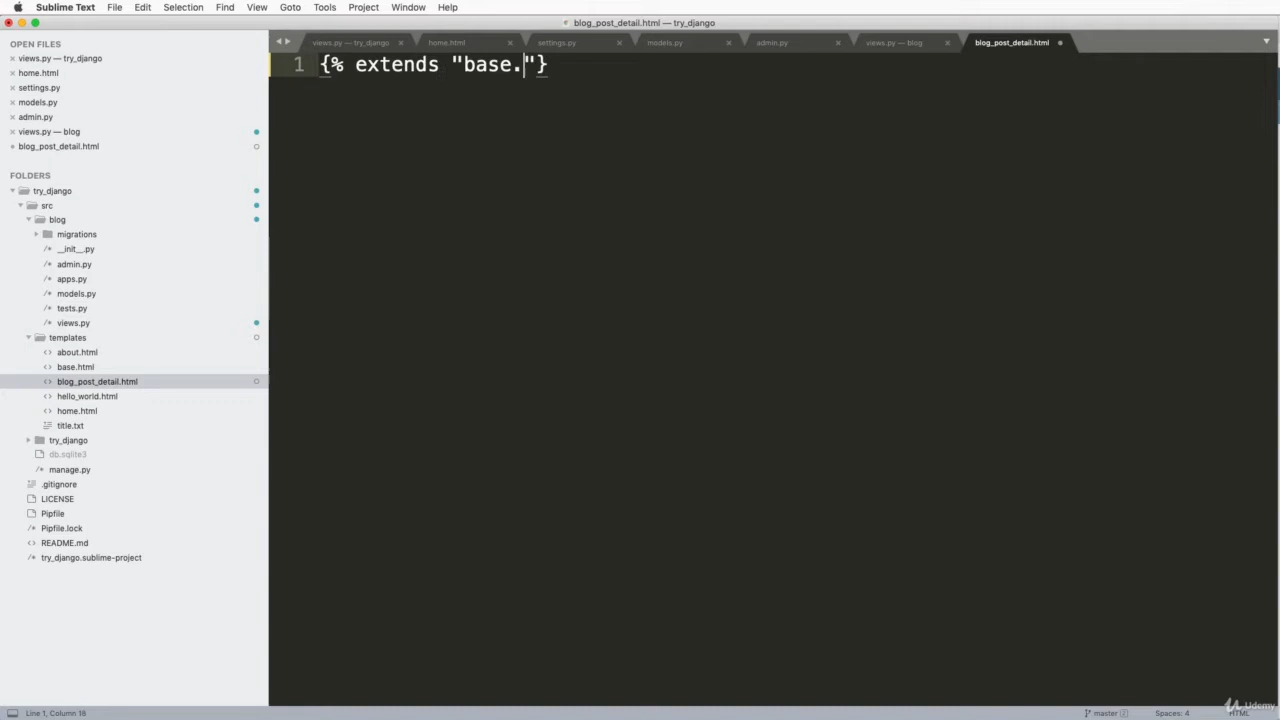 Sublime Text File Edit Selection Find View Goto Tools Project Window Help
blog_post_detail.html — try_django
views.py — try_django home.html settings.py models.py admin.py views.py — blog blog_post_detail.html
OPEN FILES
views.py — try_django
home.html
settings.py
models.py
admin.py
views.py — blog
blog_post_detail.html
FOLDERS
try_django
src
blog
migrations
__init__.py
admin.py
apps.py
models.py
tests.py
views.py
templates
about.html
base.html
blog_post_detail.html
hello_world.html
home.html
title.txt
try_django
db.sqlite3
manage.py
.gitignore
LICENSE
Pipfile
Pipfile.lock
README.md
try_django.sublime-project
1 {% extends "base."}
Line 1, Column 18
master 2
Spaces: 4
HTML
Udemy